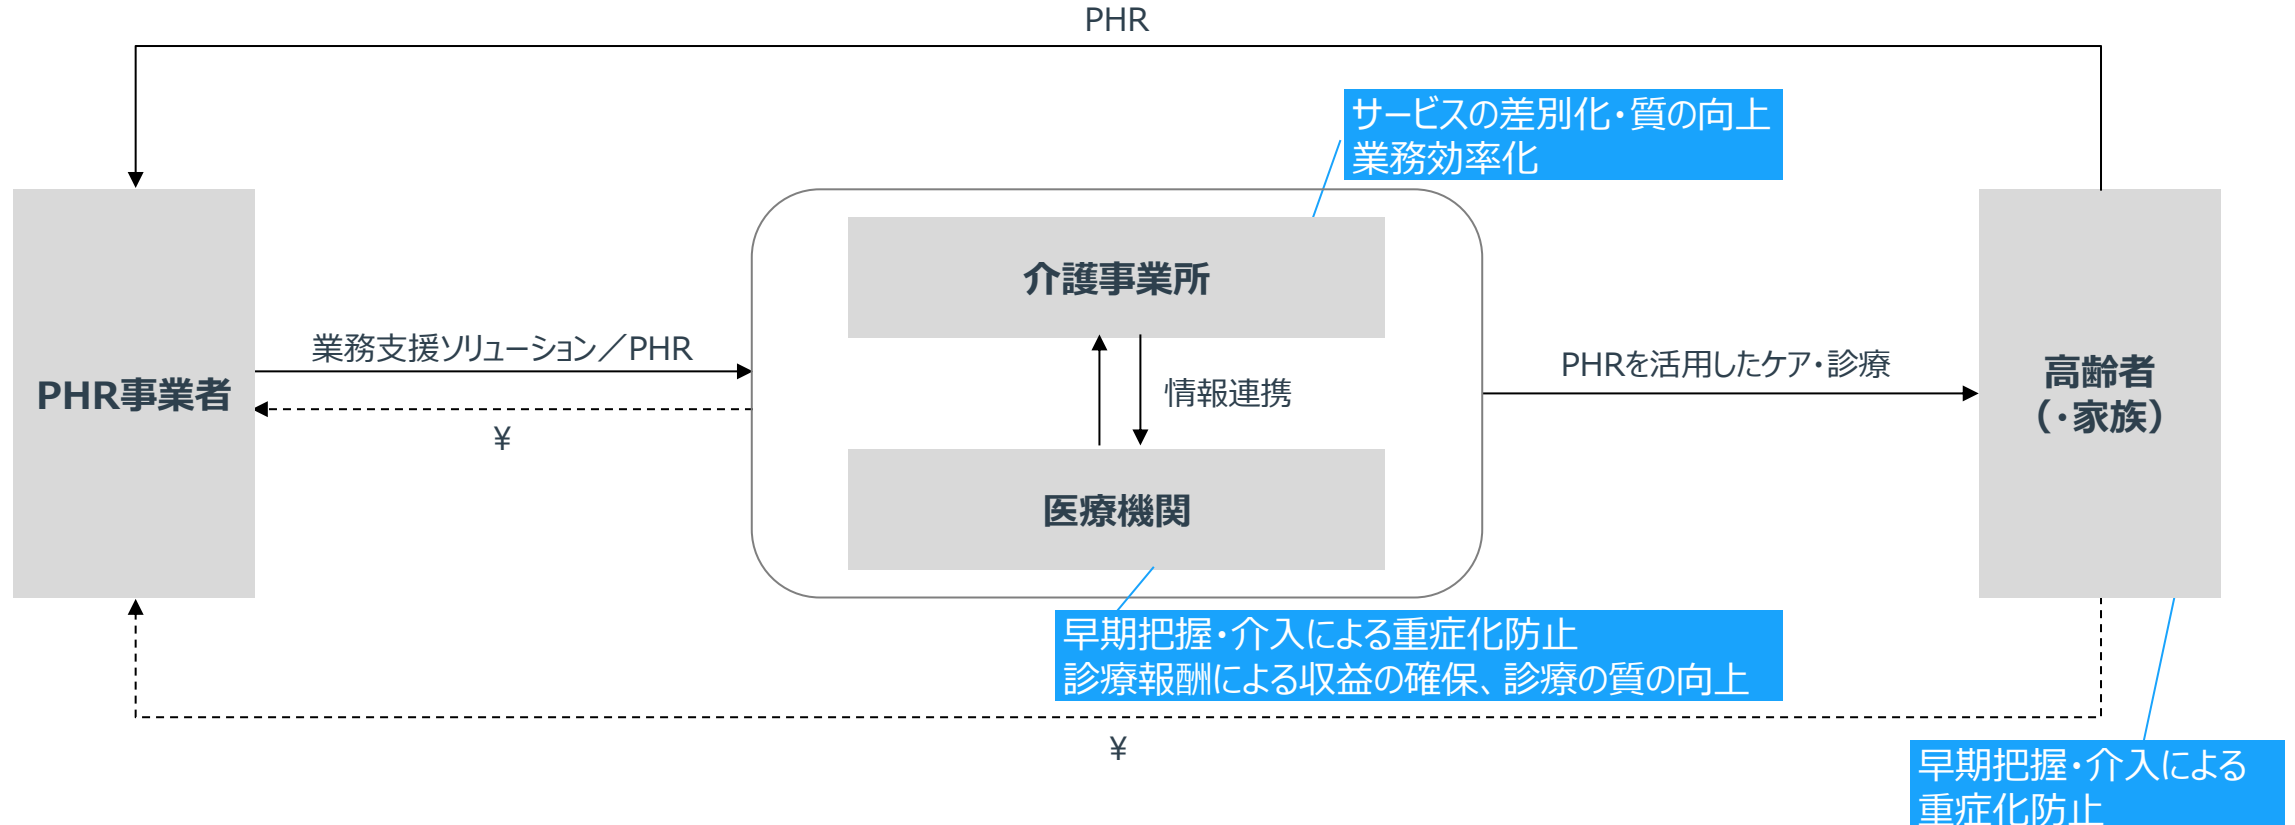 PHR
サービスの差別化・質の向上
業務効率化
PHR事業者
業務支援ソリューション／PHR
¥
介護事業所
情報連携
医療機関
PHRを活用したケア・診療
高齢者
（・家族）
早期把握・介入による重症化防止
診療報酬による収益の確保、診療の質の向上
¥
早期把握・介入による
重症化防止